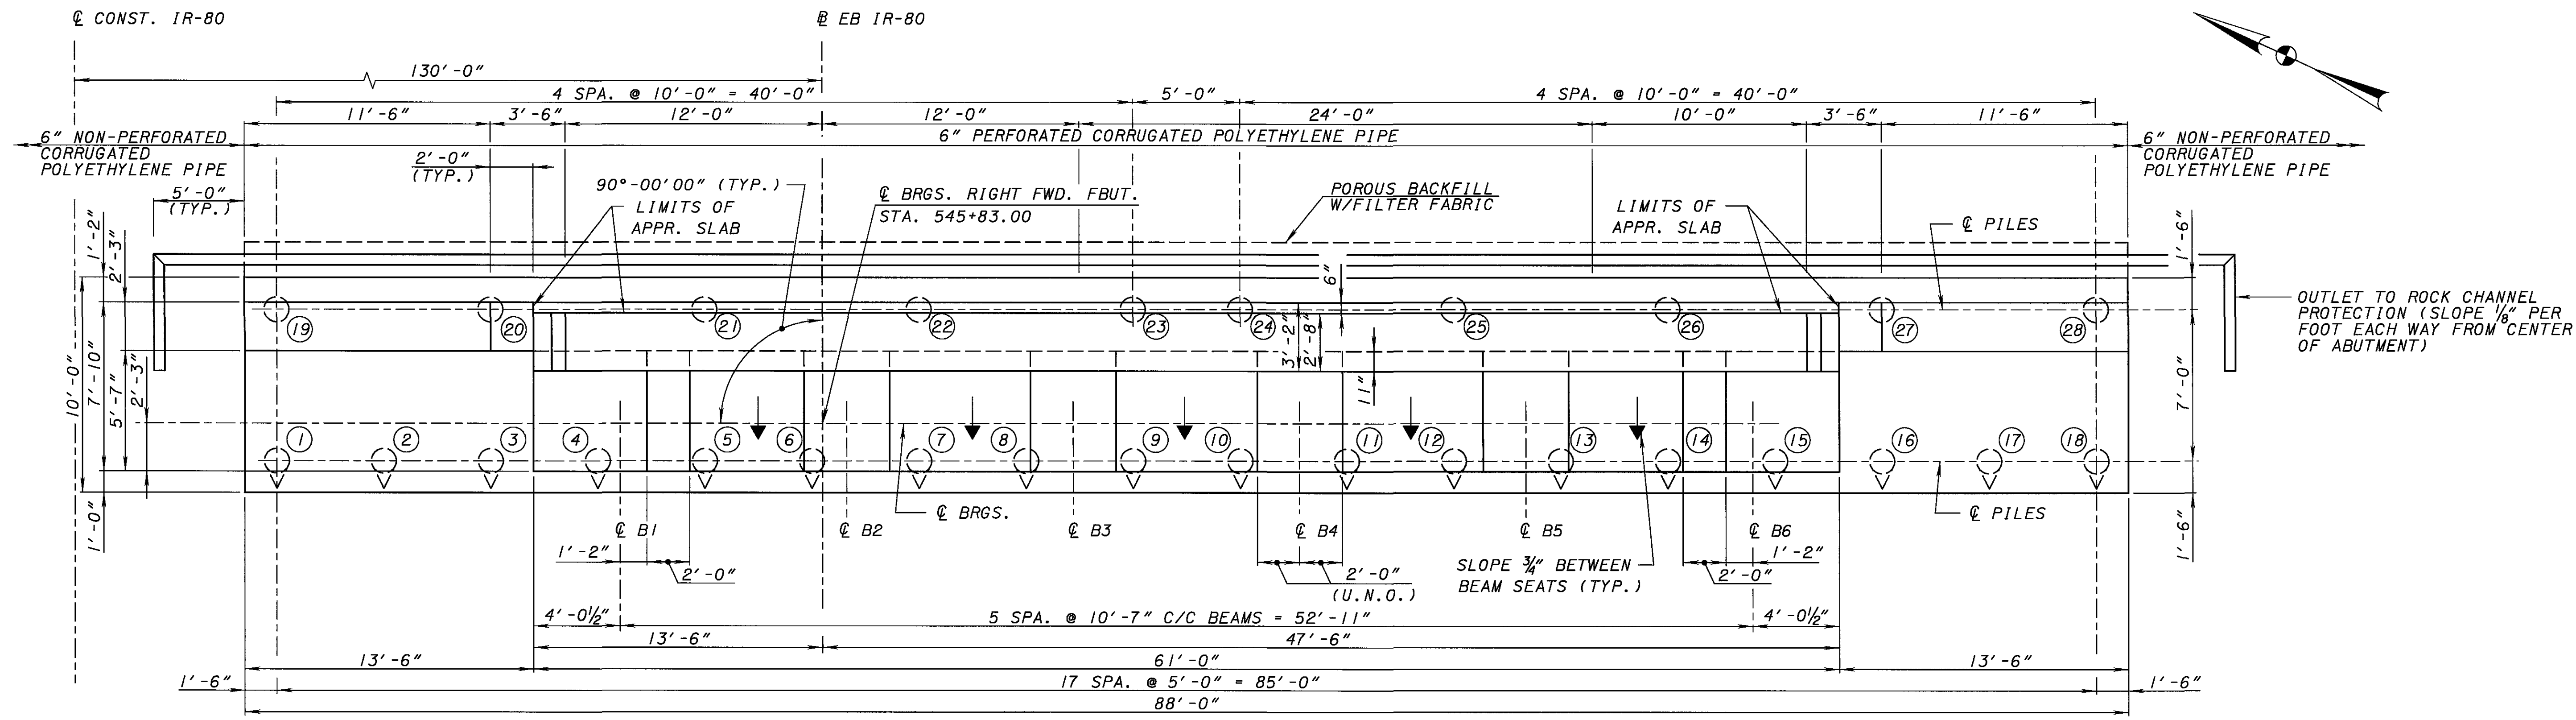 ℄ CONST. IR-80
℄ EB IR-80
130'-0"
4 SPA. @ 10'-0" = 40'-0"
5'-0"
4 SPA. @ 10'-0" = 40'-0"
11'-6"
3'-6"
12'-0"
12'-0"
24'-0"
10'-0"
3'-6"
11'-6"
6" NON-PERFORATED
CORRUGATED
POLYETHYLENE PIPE
6" PERFORATED CORRUGATED POLYETHYLENE PIPE
6" NON-PERFORATED
CORRUGATED
POLYETHYLENE PIPE
2'-0"
(TYP.)
5'-0"
(TYP.)
90°-00'00" (TYP.)
LIMITS OF
APPR. SLAB
℄ BRGS. RIGHT FWD. FBUT.
STA. 545+83.00
POROUS BACKFILL
W/FILTER FABRIC
LIMITS OF
APPR. SLAB
℄ PILES
1'-2"
2'-3"
6"
1'-6"
19
20
21
22
23
24
25
26
27
28
OUTLET TO ROCK CHANNEL
PROTECTION (SLOPE 1/8" PER
FOOT EACH WAY FROM CENTER
OF ABUTMENT)
10'-0"
7'-10"
5'-7"
2'-3"
3'-2"
2'-8"
11"
7'-0"
1
2
3
4
5
6
7
8
9
10
11
12
13
14
15
16
17
18
1'-0"
1'-6"
℄ BRGS.
℄ PILES
℄ B1
℄ B2
℄ B3
℄ B4
℄ B5
℄ B6
1'-2"
2'-0"
2'-0"
(U.N.O.)
SLOPE 3/4" BETWEEN
BEAM SEATS (TYP.)
2'-0"
1'-2"
4'-0½"
5 SPA. @ 10'-7" C/C BEAMS = 52'-11"
4'-0½"
13'-6"
47'-6"
13'-6"
61'-0"
13'-6"
1'-6"
17 SPA. @ 5'-0" = 85'-0"
1'-6"
88'-0"